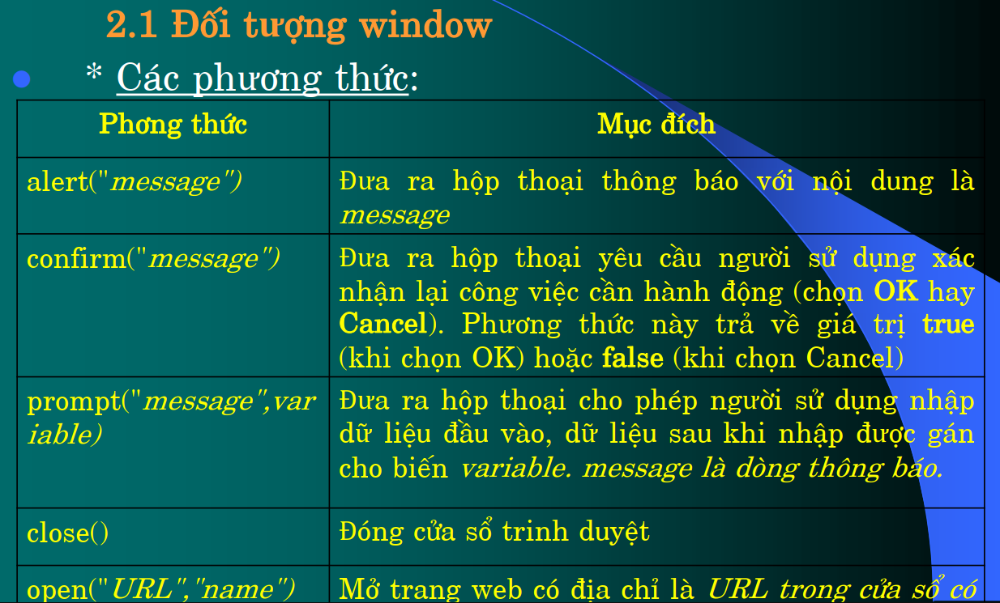 2.1 Đối tượng window
* Các phương thức:
Phơng thức
Mục đích
alert("message")
Đưa ra hộp thoại thông báo với nội dung là
message
confirm("message")
Đưa ra hộp thoại yêu cầu người sử dụng xác
nhận lại công việc cần hành động (chọn OK hay
Cancel). Phương thức này trả về giá trị true
(khi chọn OK) hoặc false (khi chọn Cancel)
prompt("message",var
iable)
Đưa ra hộp thoại cho phép người sử dụng nhập
dữ liệu đầu vào, dữ liệu sau khi nhập được gán
cho biến variable. message là dòng thông báo.
close()
Đóng cửa sổ trinh duyệt
open("URL","name")
Mở trang web có địa chỉ là URL trong cửa sổ có